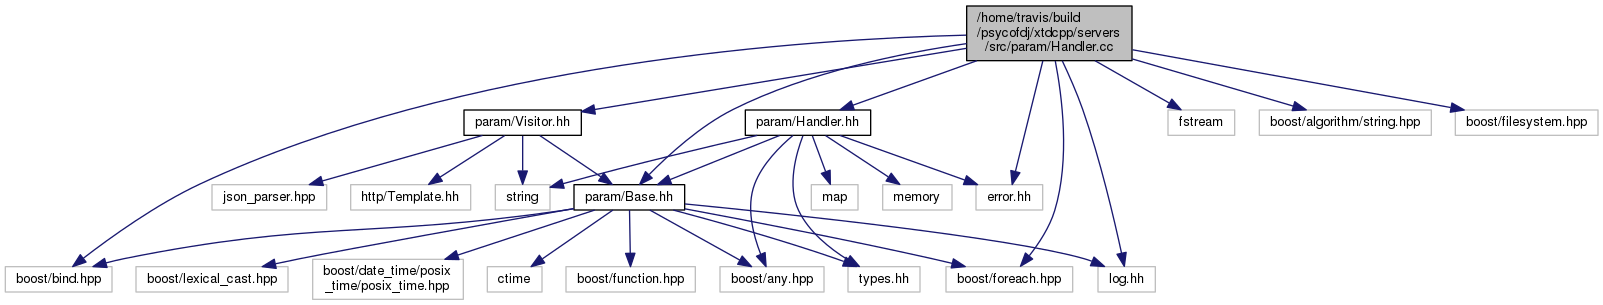 /home/travis/build
/psycofdj/xtdcpp/servers
/src/param/Handler.cc
param/Visitor.hh
param/Handler.hh
fstream
boost/algorithm/string.hpp
boost/filesystem.hpp
json_parser.hpp
http/Template.hh
string
param/Base.hh
map
memory
error.hh
boost/bind.hpp
boost/lexical_cast.hpp
boost/date_time/posix
_time/posix_time.hpp
ctime
boost/function.hpp
boost/any.hpp
types.hh
boost/foreach.hpp
log.hh